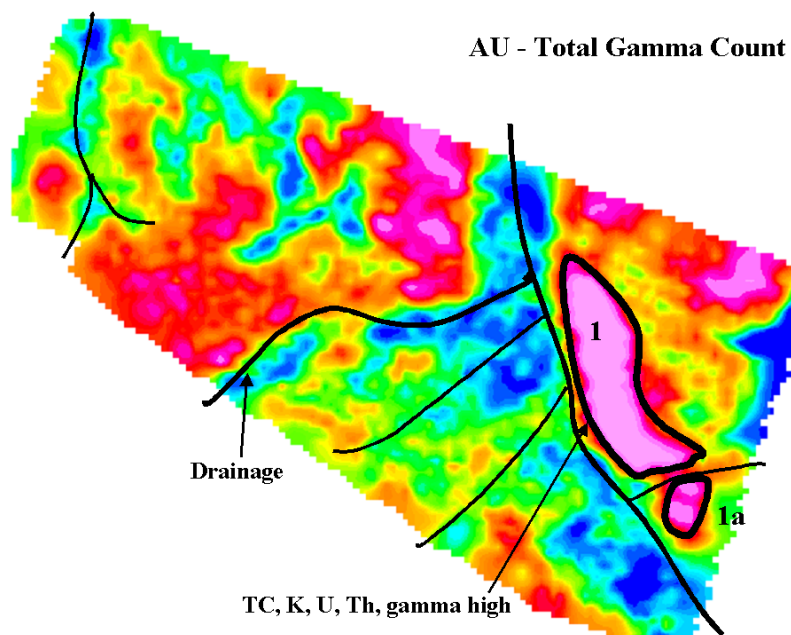 AU - Total Gamma Count
1
Drainage
1a
TC, K, U, Th, gamma high